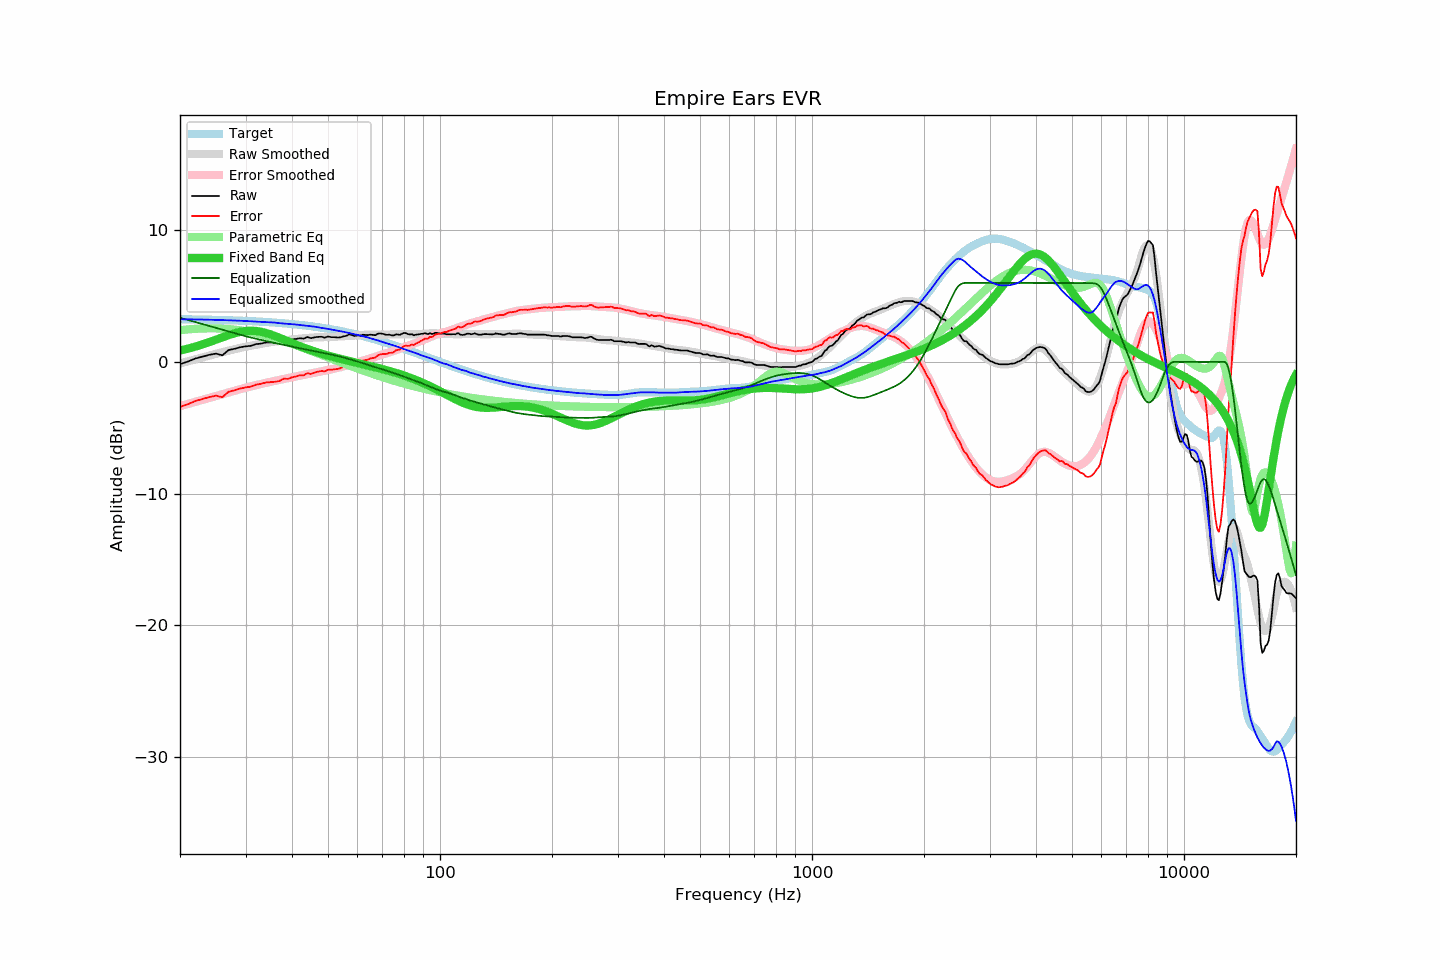 Empire Ears EVR
Target
Raw Smoothed
Error Smoothed
Raw
Error
Parametric Eq
Fixed Band Eq
Equalization
Equalized smoothed
10
0
−10
−20
−30
Amplitude (dBr)
100
1000
10000
Frequency (Hz)